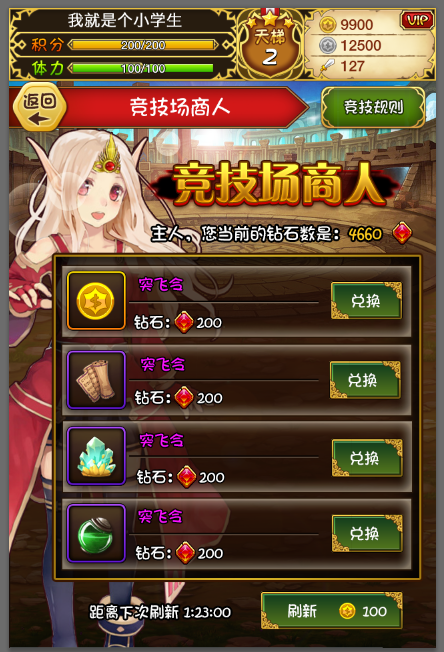 我就是个小学生
积分 200/200
体力 100/100
天梯
2
9900
12500
127
VIP
返回
竞技场商人
竞技规则
竞技场商人
主人，您当前的钻石数是：4660
突飞令
钻石： 200
兑换
突飞令
钻石： 200
兑换
突飞令
钻石： 200
兑换
突飞令
钻石： 200
兑换
距离下次刷新 1:23:00
刷新 100